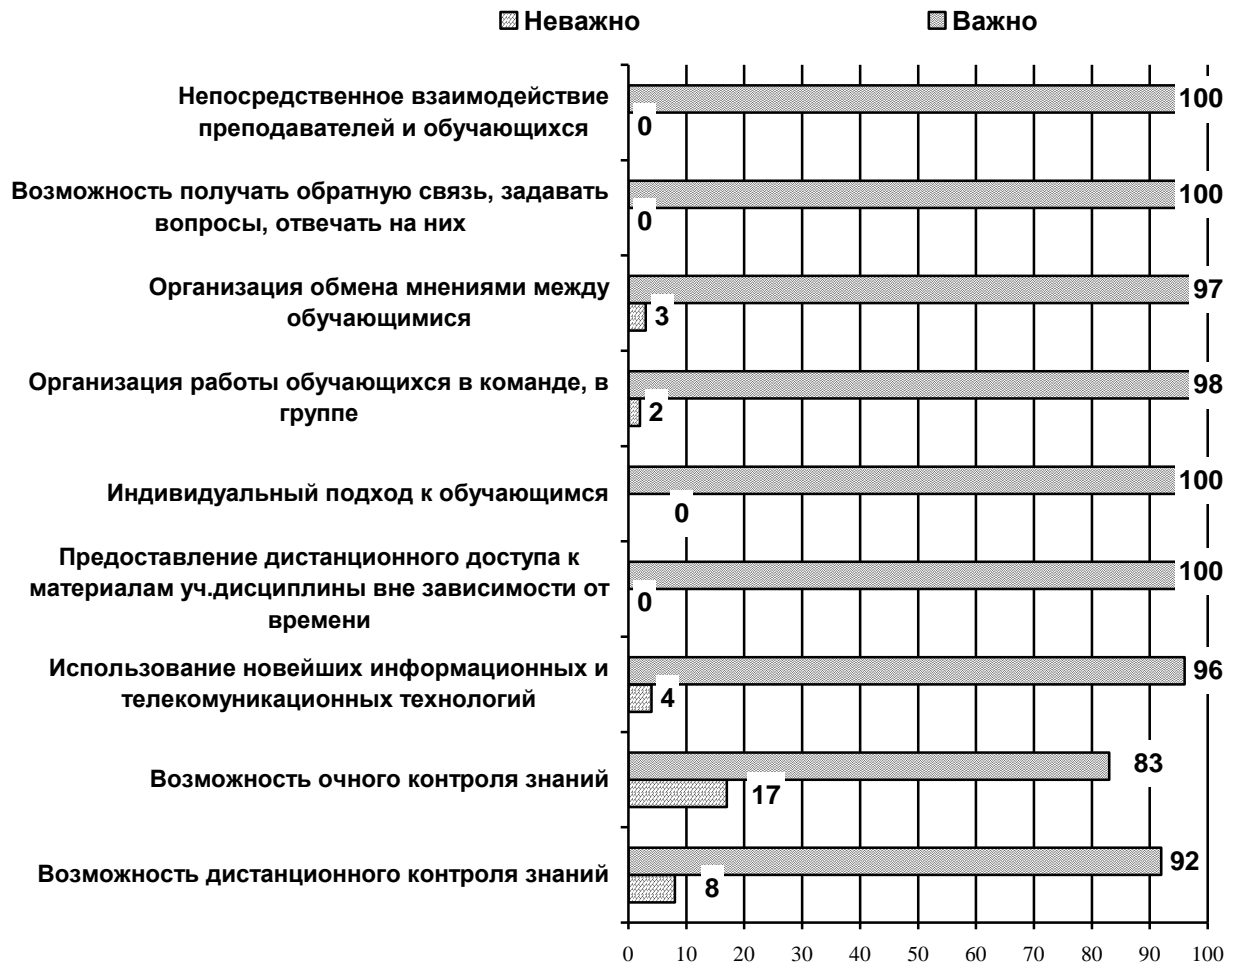 Неважно Важно
Непосредственное взаимодействие
преподавателей и обучающихся
100
0
Возможность получать обратную связь, задавать
вопросы, отвечать на них
100
0
Организация обмена мнениями между
обучающимися
97
3
Организация работы обучающихся в команде, в
группе
98
2
Индивидуальный подход к обучающимся
100
0
Предоставление дистанционного доступа к
материалам уч.дисциплины вне зависимости от
времени
100
0
Использование новейших информационных и
телекомуникационных технологий
96
4
Возможность очного контроля знаний
83
17
Возможность дистанционного контроля знаний
92
8
0 10 20 30 40 50 60 70 80 90 100